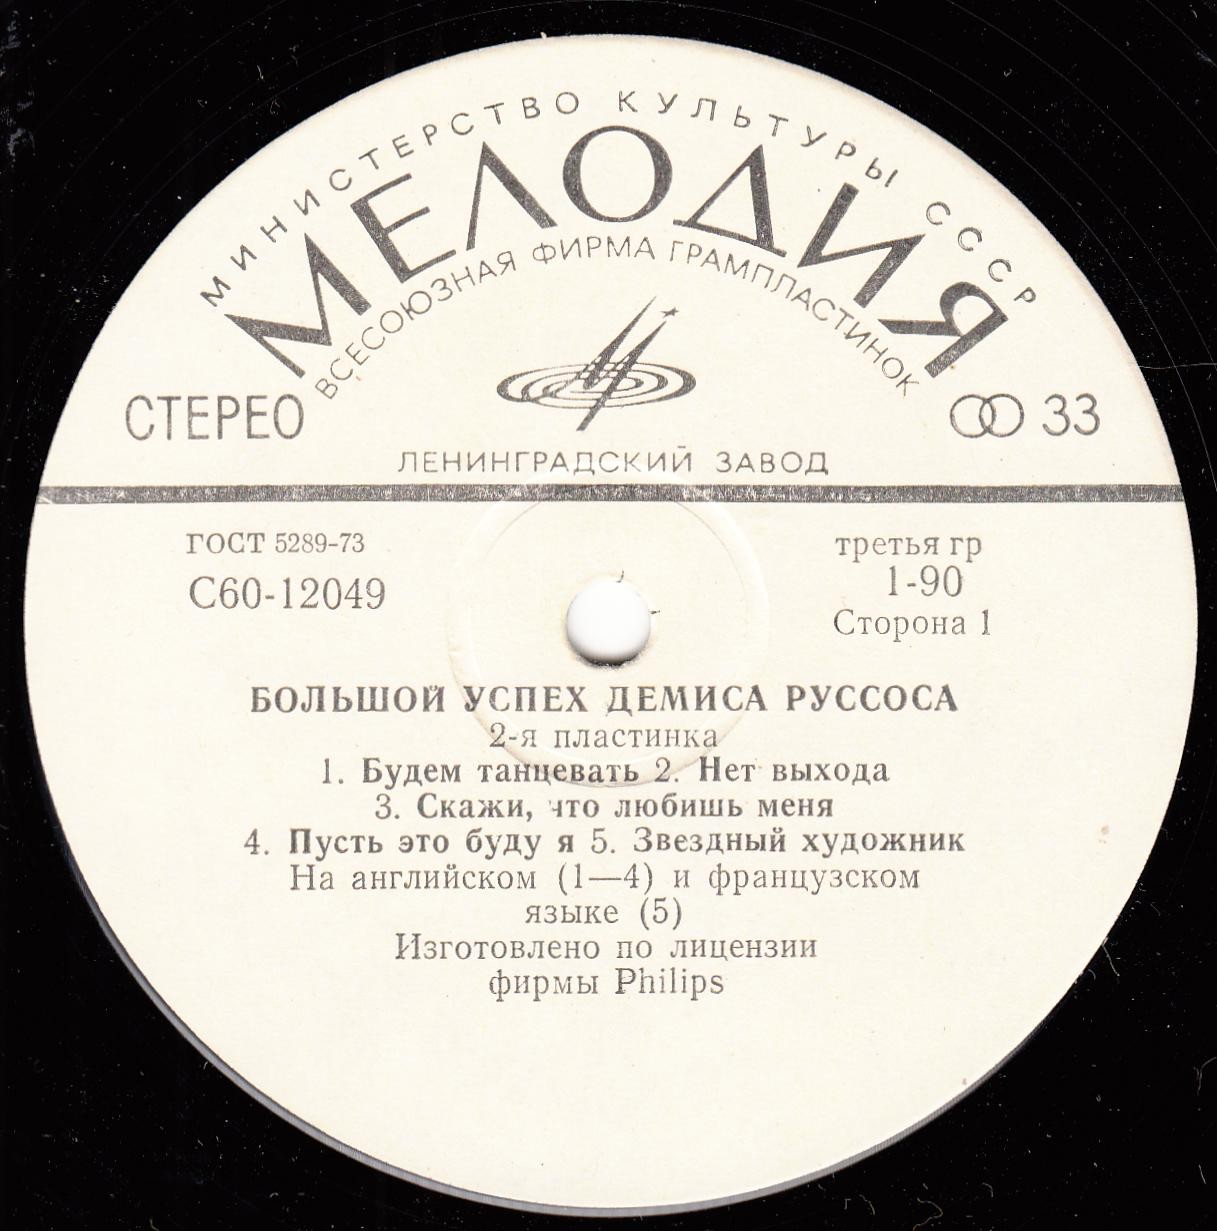 МИНИСТЕРСТВО КУЛЬТУРЫ СССР
МЕЛОДИЯ
ВСЕСОЮЗНАЯ ФИРМА ГРАМПЛАСТИНОК
СТЕРЕО
33
ЛЕНИНГРАДСКИЙ ЗАВОД
ГОСТ 5289-73
С60-12049
третья гр
1-90
Сторона 1
БОЛЬШОЙ УСПЕХ ДЕМИСА РУССОСА
2-я пластинка
1. Будем танцевать 2. Нет выхода
3. Скажи, что любишь меня
4. Пусть это буду я 5. Звездный художник
На английском (1—4) и французском
языке (5)
Изготовлено по лицензии
фирмы Philips